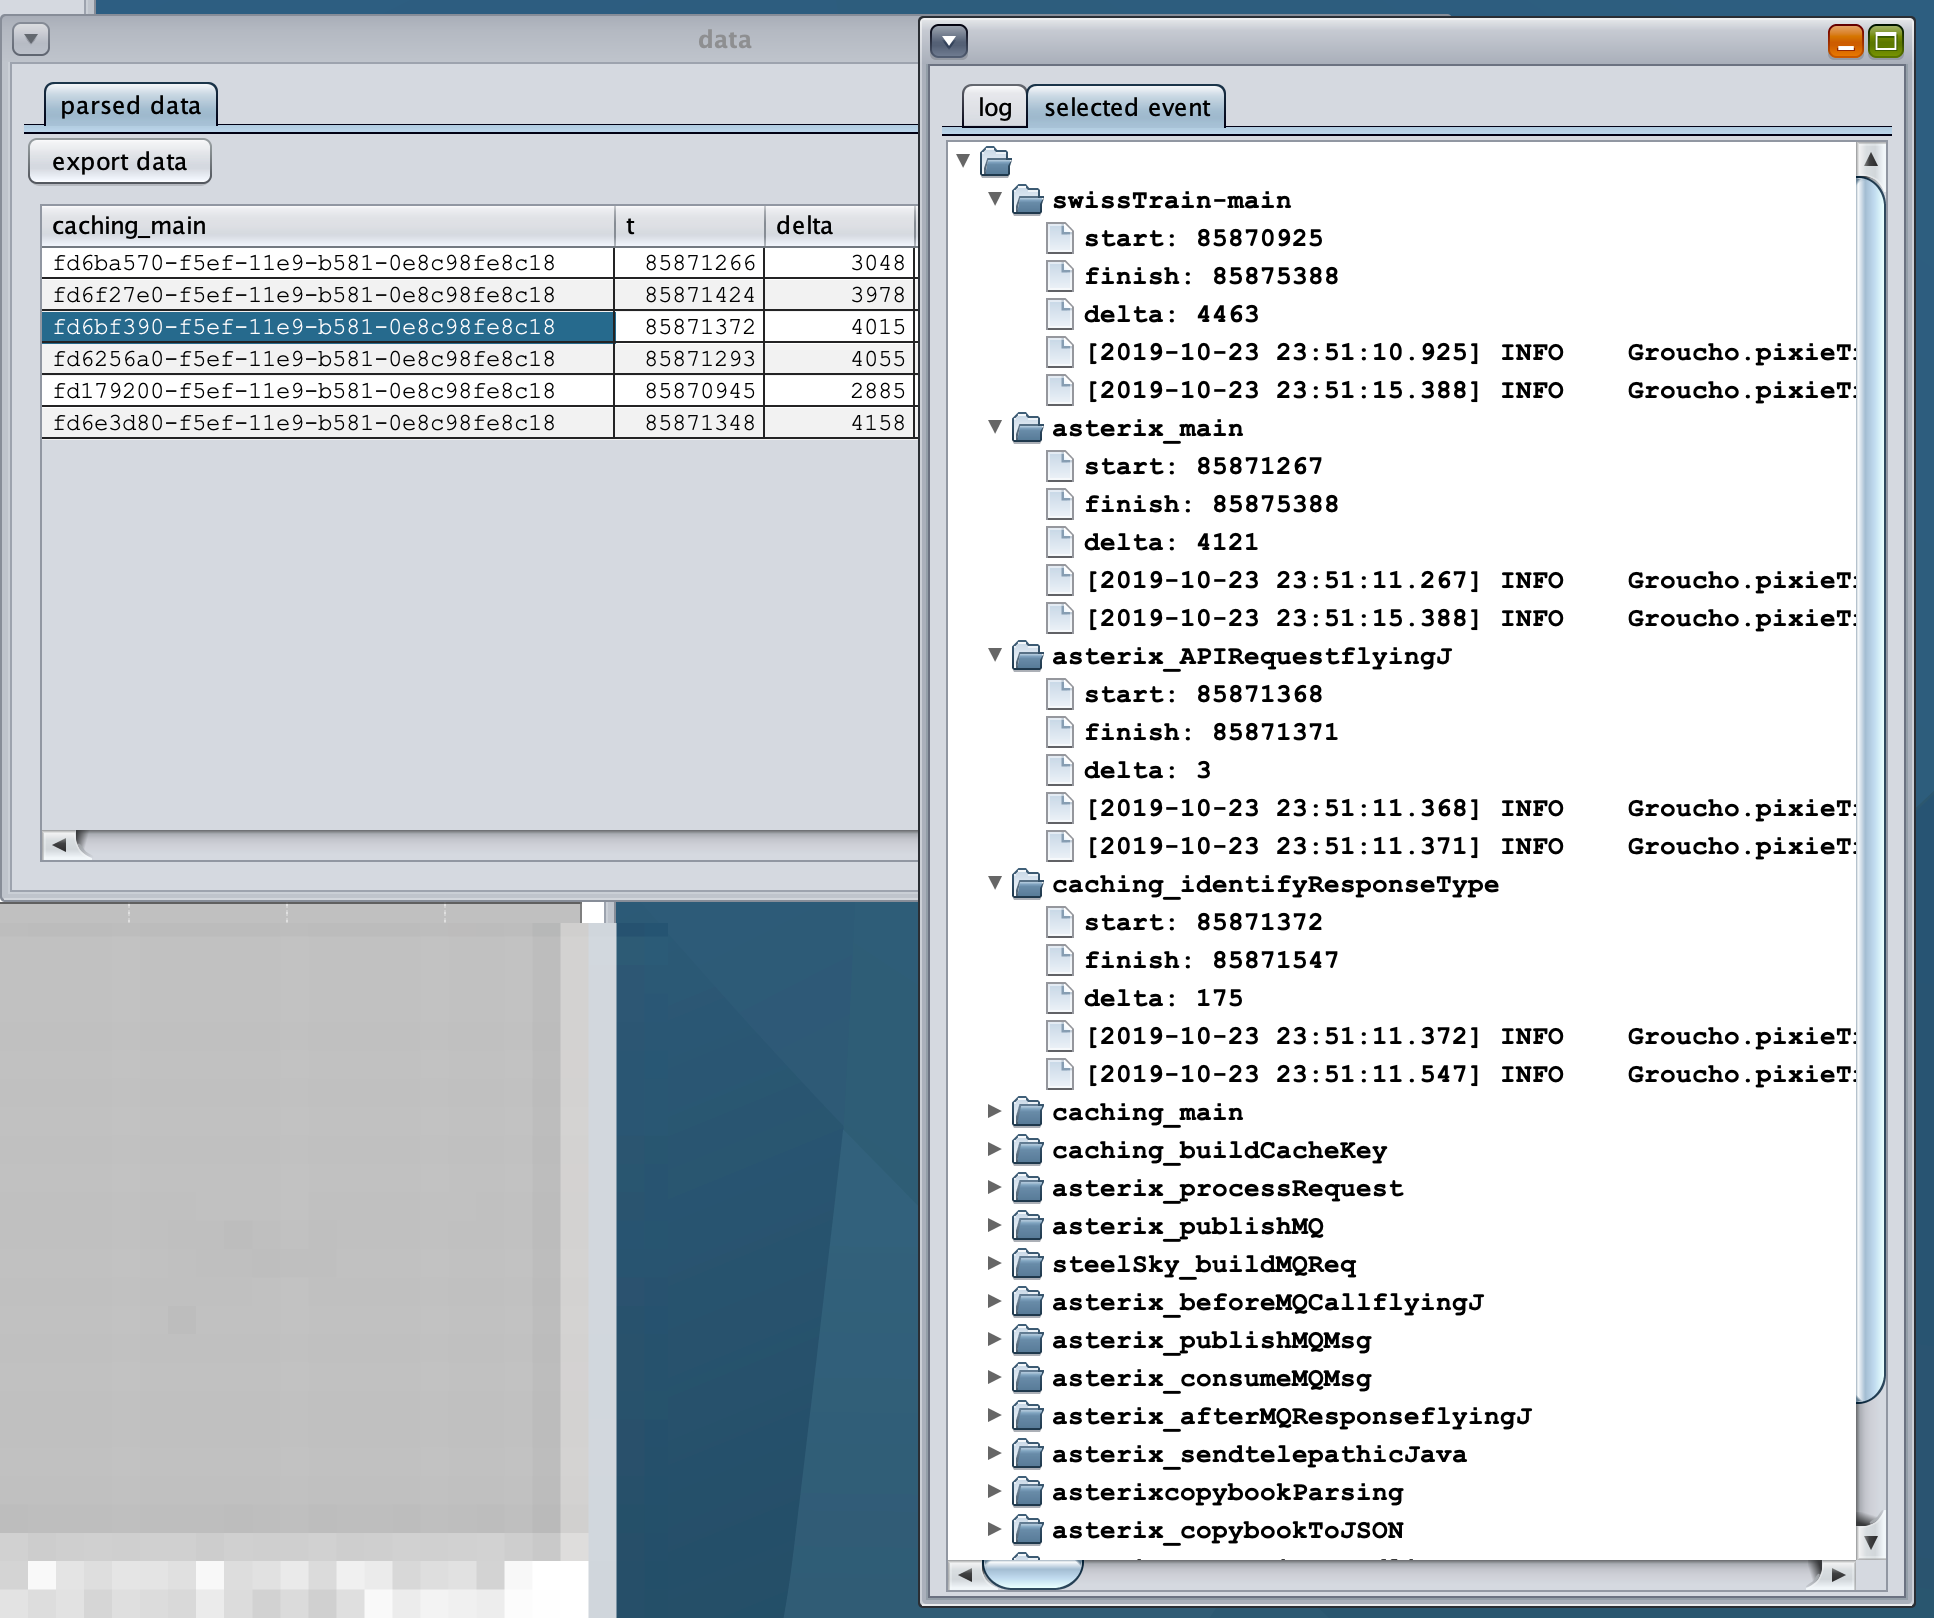 data
parsed data
export data
caching_main t delta
fd6ba570-f5ef-11e9-b581-0e8c98fe8c18 85871266 3048
fd6f27e0-f5ef-11e9-b581-0e8c98fe8c18 85871424 3978
fd6bf390-f5ef-11e9-b581-0e8c98fe8c18 85871372 4015
fd6256a0-f5ef-11e9-b581-0e8c98fe8c18 85871293 4055
fd179200-f5ef-11e9-b581-0e8c98fe8c18 85870945 2885
fd6e3d80-f5ef-11e9-b581-0e8c98fe8c18 85871348 4158
log selected event
swissTrain-main
start: 85870925
finish: 85875388
delta: 4463
[2019-10-23 23:51:10.925] INFO Groucho.pixieT
[2019-10-23 23:51:15.388] INFO Groucho.pixieT
asterix_main
start: 85871267
finish: 85875388
delta: 4121
[2019-10-23 23:51:11.267] INFO Groucho.pixieT
[2019-10-23 23:51:15.388] INFO Groucho.pixieT
asterix_APIRequestflyingJ
start: 85871368
finish: 85871371
delta: 3
[2019-10-23 23:51:11.368] INFO Groucho.pixieT
[2019-10-23 23:51:11.371] INFO Groucho.pixieT
caching_identifyResponseType
start: 85871372
finish: 85871547
delta: 175
[2019-10-23 23:51:11.372] INFO Groucho.pixieT
[2019-10-23 23:51:11.547] INFO Groucho.pixieT
caching_main
caching_buildCacheKey
asterix_processRequest
asterix_publishMQ
steelSky_buildMQReq
asterix_beforeMQCallflyingJ
asterix_publishMQMsg
asterix_consumeMQMsg
asterix_afterMQResponseflyingJ
asterix_sendtelepathicJava
asterixcopybookParsing
asterix_copybookToJSON